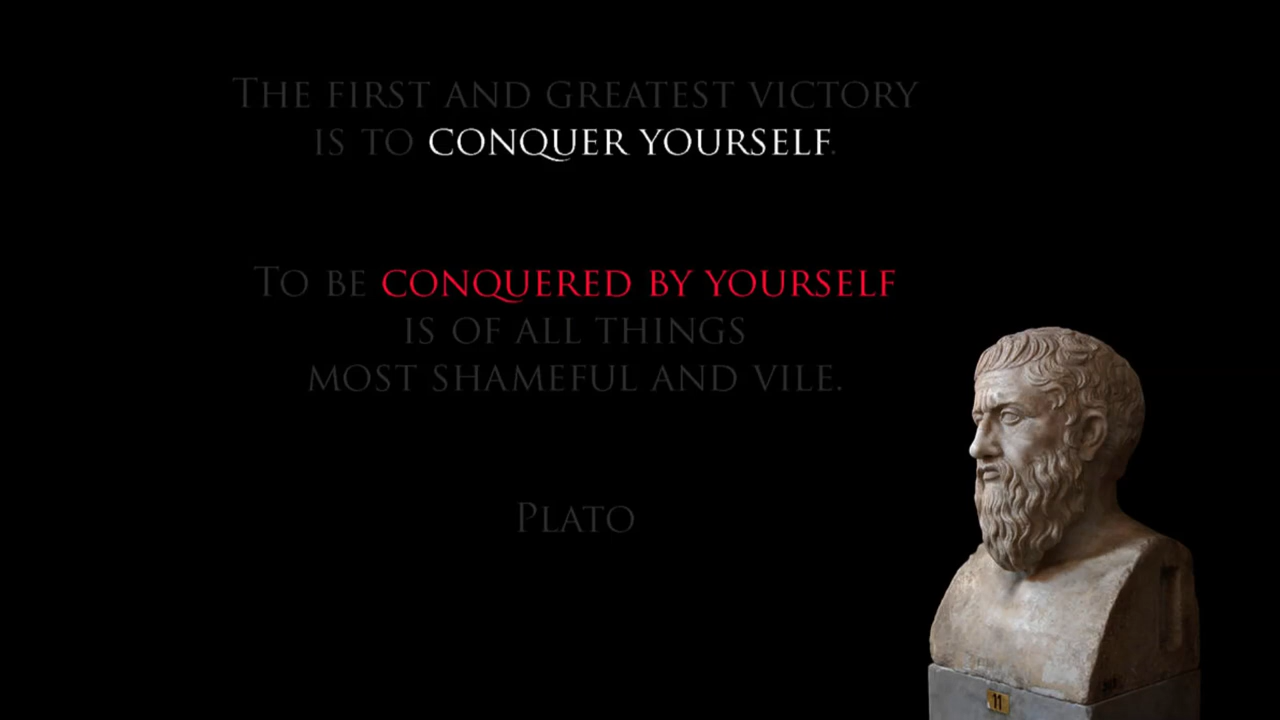 The first and greatest victory
is to conquer yourself.
To be conquered by yourself
is of all things
most shameful and vile.
Plato
11